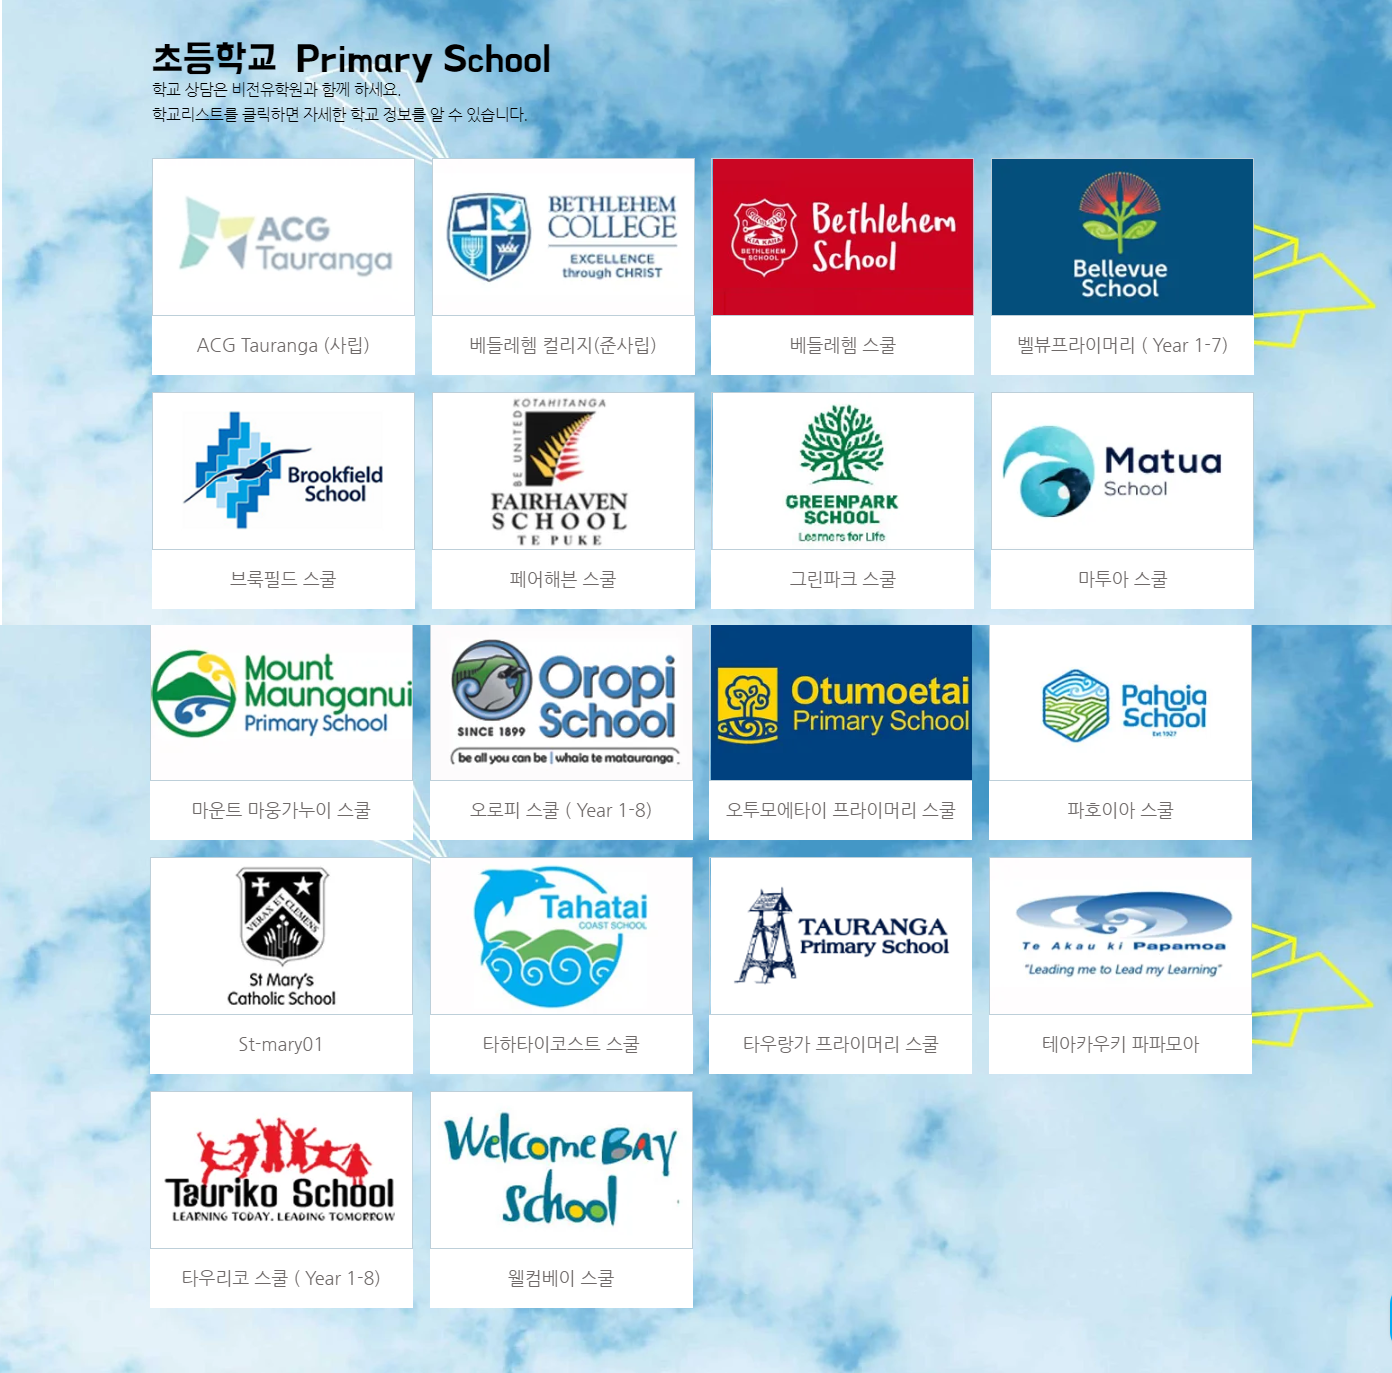 초등학교 Primary School
학교 상담은 비전유학원과 함께 하세요.
학교리스트를 클릭하면 자세한 학교 정보를 알 수 있습니다.
ACG
Tauranga
ACG Tauranga (사립)
BETHLEHEM
COLLEGE
EXCELLENCE
through CHRIST
베들레헴 컬리지(준사립)
KIA KAHA
BETHLEHEM
SCHOOL
Bethlehem
School
베들레헴 스쿨
Bellevue
School
벨뷰프라이머리 ( Year 1-7)
Brookfield
School
브룩필드 스쿨
KOTAHITANGA
BE UNITED
FAIRHAVEN
SCHOOL
TE PUKE
페어해븐 스쿨
GREENPARK
SCHOOL
Learners for Life
그린파크 스쿨
Matua
School
마투아 스쿨
Mount
Maunganui
Primary School
마운트 마웅가누이 스쿨
Oropi
School
SINCE 1899
be all you can be | whaia te matauranga
오로피 스쿨 ( Year 1-8)
Otumoetai
Primary School
오투모에타이 프라이머리 스쿨
Pahoia
School
Est 1927
파호이아 스쿨
VERAX ET CLEMENS
St Mary's
Catholic School
St-mary01
Tahatai
COAST SCHOOL
타하타이코스트 스쿨
TAURANGA
Primary School
타우랑가 프라이머리 스쿨
Te Akau ki Papamoa
"Leading me to Lead my Learning"
테아카우키 파파모아
Tauriko School
LEARNING TODAY. LEADING TOMORROW
타우리코 스쿨 ( Year 1-8)
Welcome BAY
School
웰컴베이 스쿨